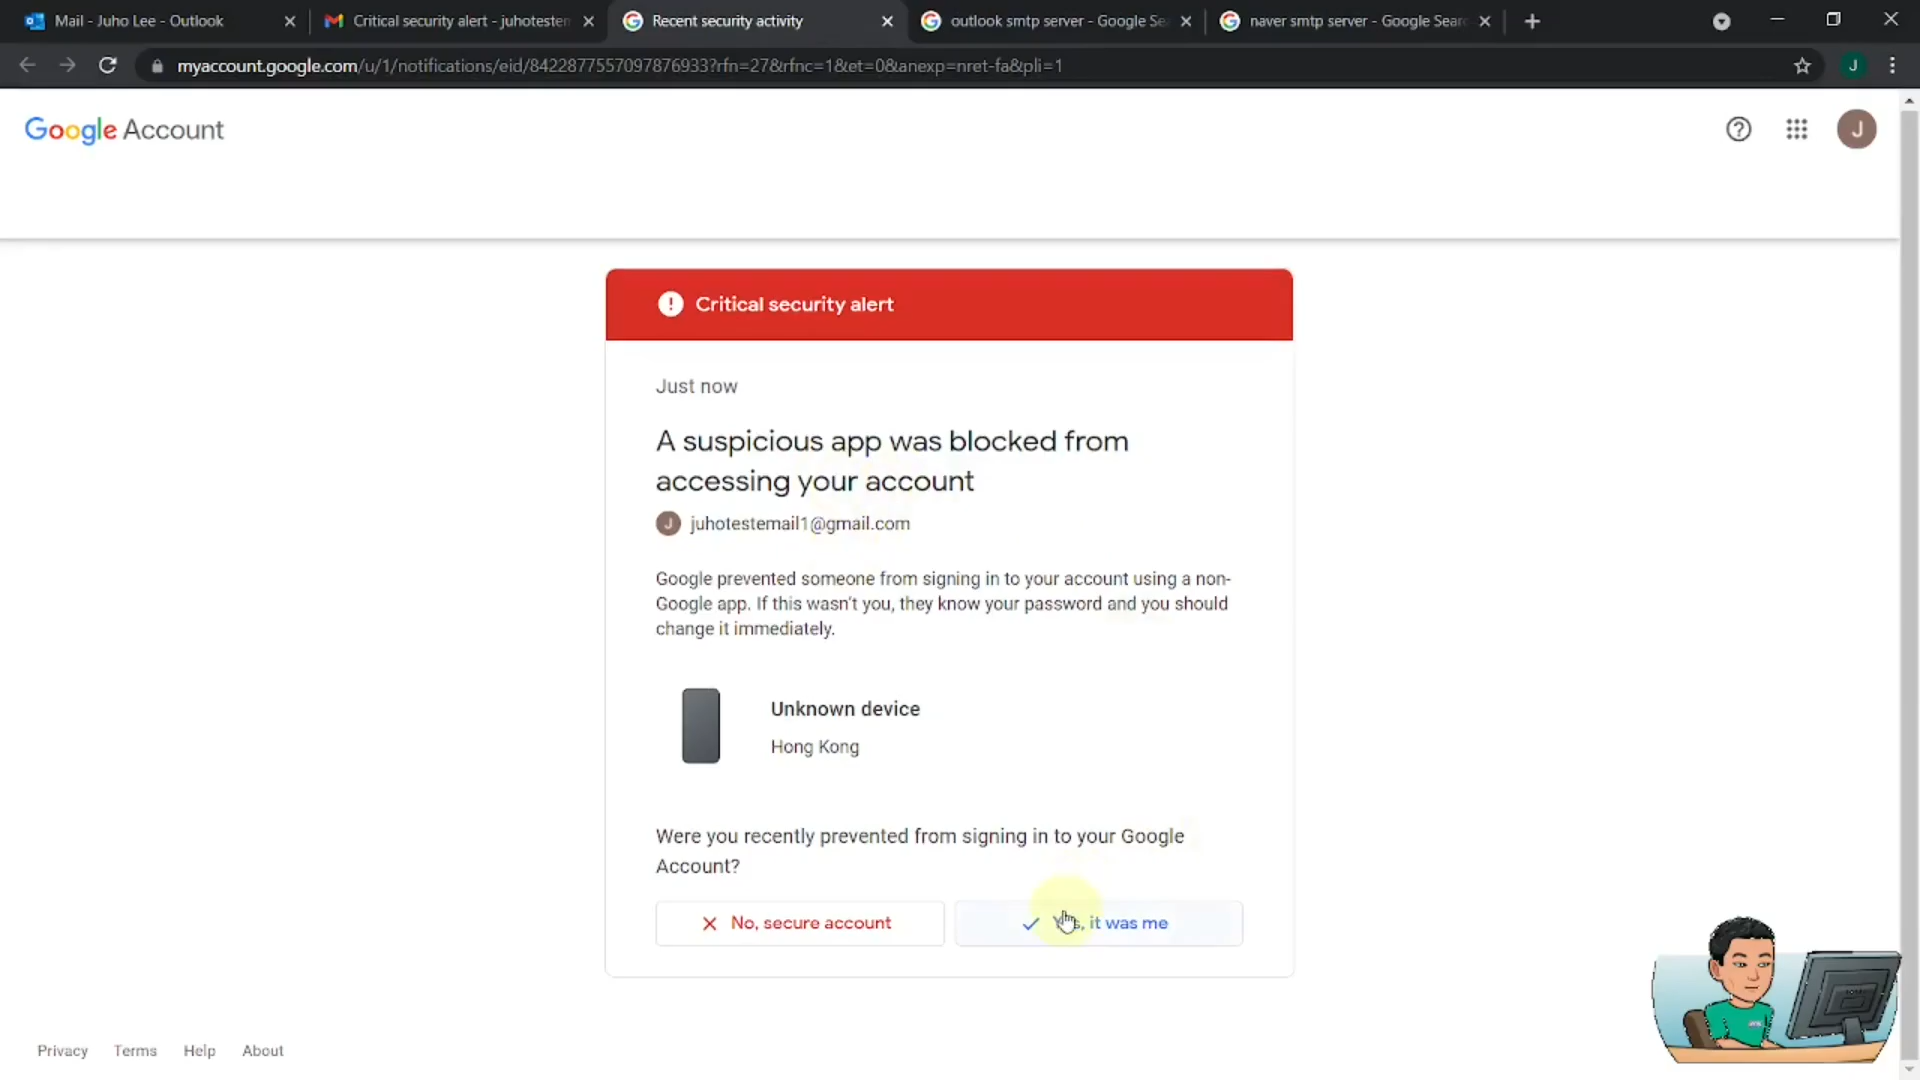 Mail - Juho Lee - Outlook
Critical security alert - juhotestem
Recent security activity
outlook smtp server - Google Se
naver smtp server - Google Sear
myaccount.google.com/u/1/notifications/eid/8422877557097876933?rfn=27&rfnc=1&et=0&anexp=nret-fa&pli=1
J
Google Account
J
Critical security alert
Just now
A suspicious app was blocked from
accessing your account
J juhotestemail1@gmail.com
Google prevented someone from signing in to your account using a non-
Google app. If this wasn't you, they know your password and you should
change it immediately.
Unknown device
Hong Kong
Were you recently prevented from signing in to your Google
Account?
No, secure account
Yes, it was me
Privacy Terms Help About